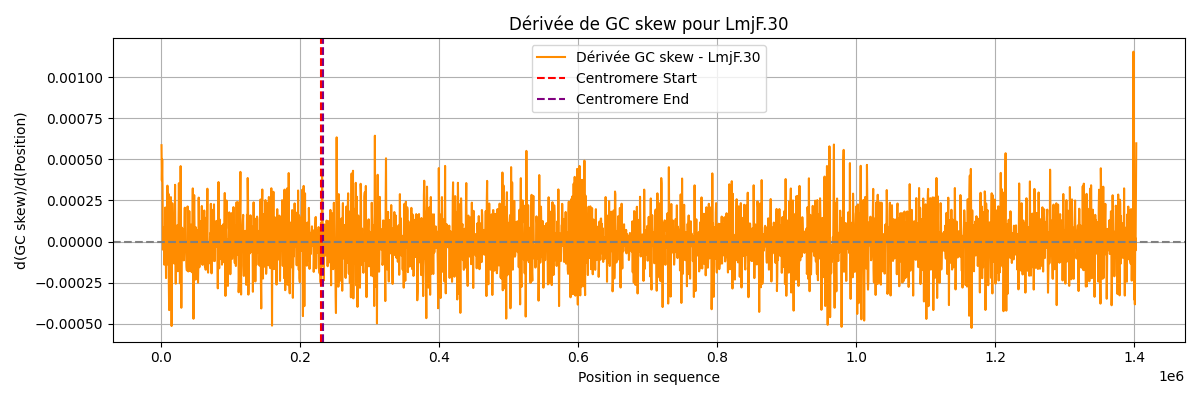 Dérivée de GC skew pour LmjF.30
d(GC skew)/d(Position)
0.00100
0.00075
0.00050
0.00025
0.00000
−0.00025
−0.00050
Dérivée GC skew - LmjF.30
Centromere Start
Centromere End
0.0 0.2 0.4 0.6 0.8 1.0 1.2 1.4
1e6
Position in sequence